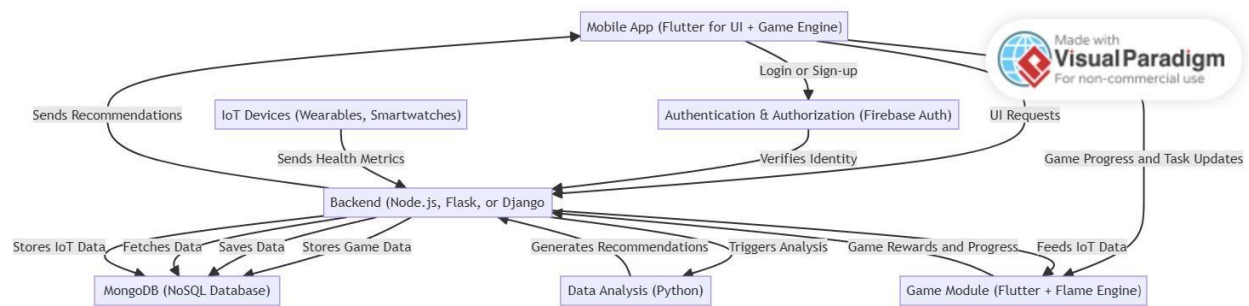 Mobile App (Flutter for UI + Game Engine)
Made with
Visual Paradigm
For non-commercial use
Login or Sign-up
Sends Recommendations
IoT Devices (Wearables, Smartwatches)
Authentication & Authorization (Firebase Auth)
UI Requests
Sends Health Metrics
Verifies Identity
Game Progress and Task Updates
Backend (Node.js, Flask, or Django
Stores IoT Data
Fetches Data
Saves Data
Stores Game Data
Generates Recommendations
Triggers Analysis
Game Rewards and Progress
Feeds IoT Data
MongoDB (NoSQL Database)
Data Analysis (Python)
Game Module (Flutter + Flame Engine)